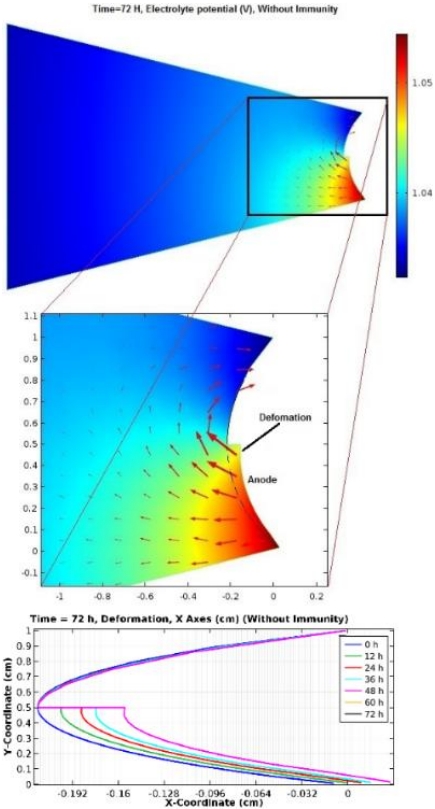 Time=72 H, Electrolyte potential (V), Without Immunity
1.05
1.04
1.1
1
0.9
0.8
0.7
0.6
0.5
0.4
0.3
0.2
0.1
0
-0.1
Defomation
Anode
-1 -0.8 -0.6 -0.4 -0.2 0 0.2
Time = 72 h, Deformation, X Axes (cm) (Without Immunity)
Y-Coordinate (cm)
1
0.9
0.8
0.7
0.6
0.5
0.4
0.3
0.2
0.1
0
0 h
12 h
24 h
36 h
48 h
60 h
72 h
-0.192 -0.16 -0.128 -0.096 -0.064 -0.032 0
X-Coordinate (cm)